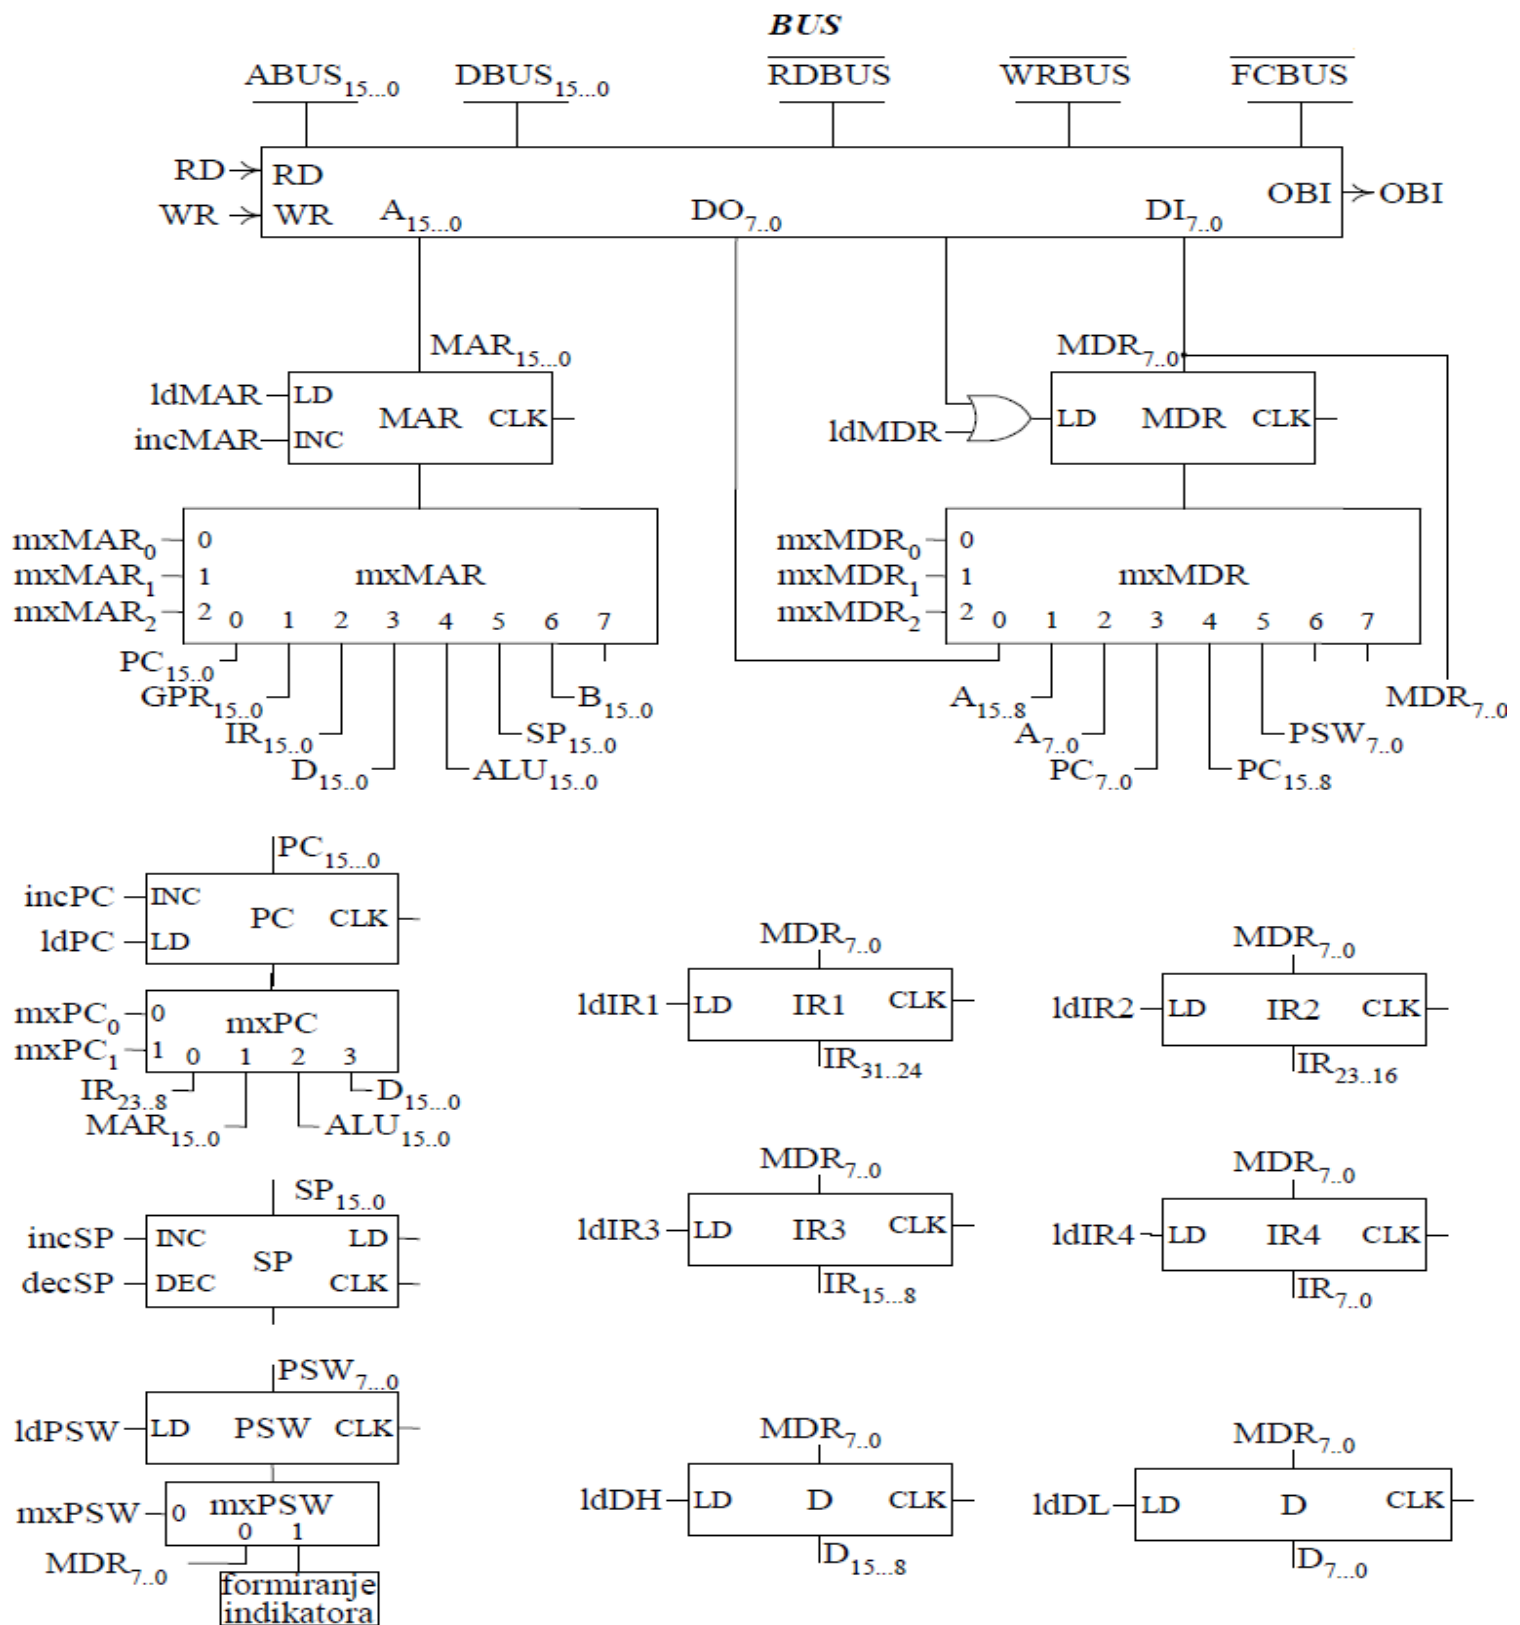 BUS
ABUS15...0 DBUS15...0 RDBUS WRBUS FCBUS
RD RD
WR WR A15...0 DO7..0 DI7..0 OBI OBI
MAR15...0 MDR7..0
ldMAR LD MAR CLK
incMAR INC
ldMDR LD MDR CLK
mxMAR0 0
mxMAR1 1 mxMAR
mxMAR2 2 0 1 2 3 4 5 6 7
mxMDR0 0
mxMDR1 1 mxMDR
mxMDR2 2 0 1 2 3 4 5 6 7
PC15...0
GPR15...0 B15...0
IR15...0 SP15...0
D15...0 ALU15...0
A15..8 MDR7..0
A7..0 PSW7..0
PC7..0 PC15..8
PC15...0
incPC INC PC CLK
ldPC LD
mxPC0 0 mxPC
mxPC1 1 0 1 2 3
IR23..8 D15...0
MAR15..0 ALU15..0
MDR7..0
ldIR1 LD IR1 CLK
IR31..24
MDR7..0
ldIR2 LD IR2 CLK
IR23..16
SP15..0
incSP INC SP LD
decSP DEC CLK
MDR7..0
ldIR3 LD IR3 CLK
IR15...8
MDR7..0
ldIR4 LD IR4 CLK
IR7..0
PSW7...0
ldPSW LD PSW CLK
mxPSW 0 mxPSW
0 1
MDR7..0
formiranje
indikatora
MDR7..0
ldDH LD D CLK
D15...8
MDR7..0
ldDL LD D CLK
D7...0